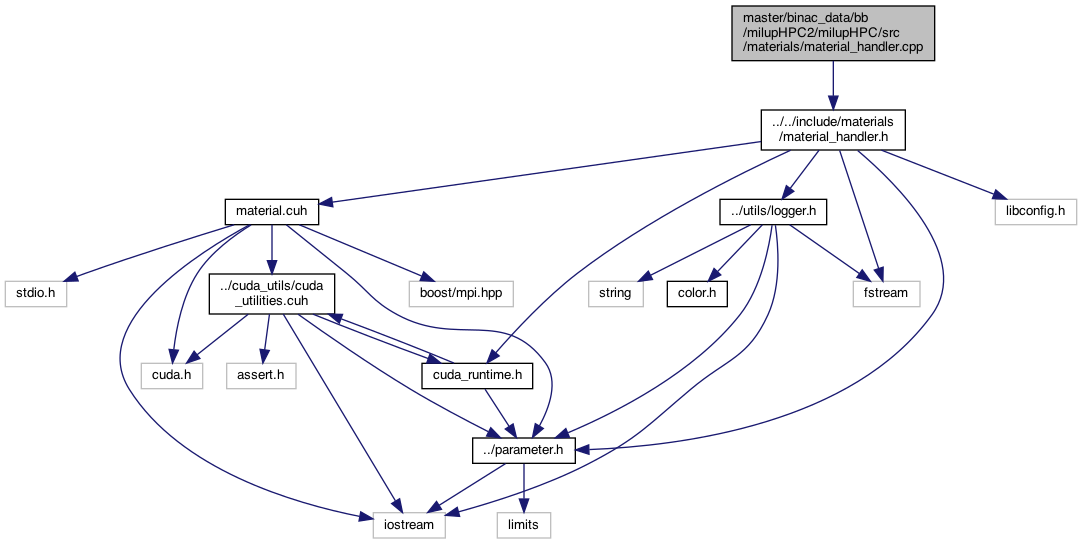 master/binac_data/bb
/milupHPC2/milupHPC/src
/materials/material_handler.cpp
../../include/materials
/material_handler.h
material.cuh
../utils/logger.h
libconfig.h
stdio.h
../cuda_utils/cuda
_utilities.cuh
boost/mpi.hpp
string
color.h
fstream
cuda.h
assert.h
cuda_runtime.h
../parameter.h
iostream
limits